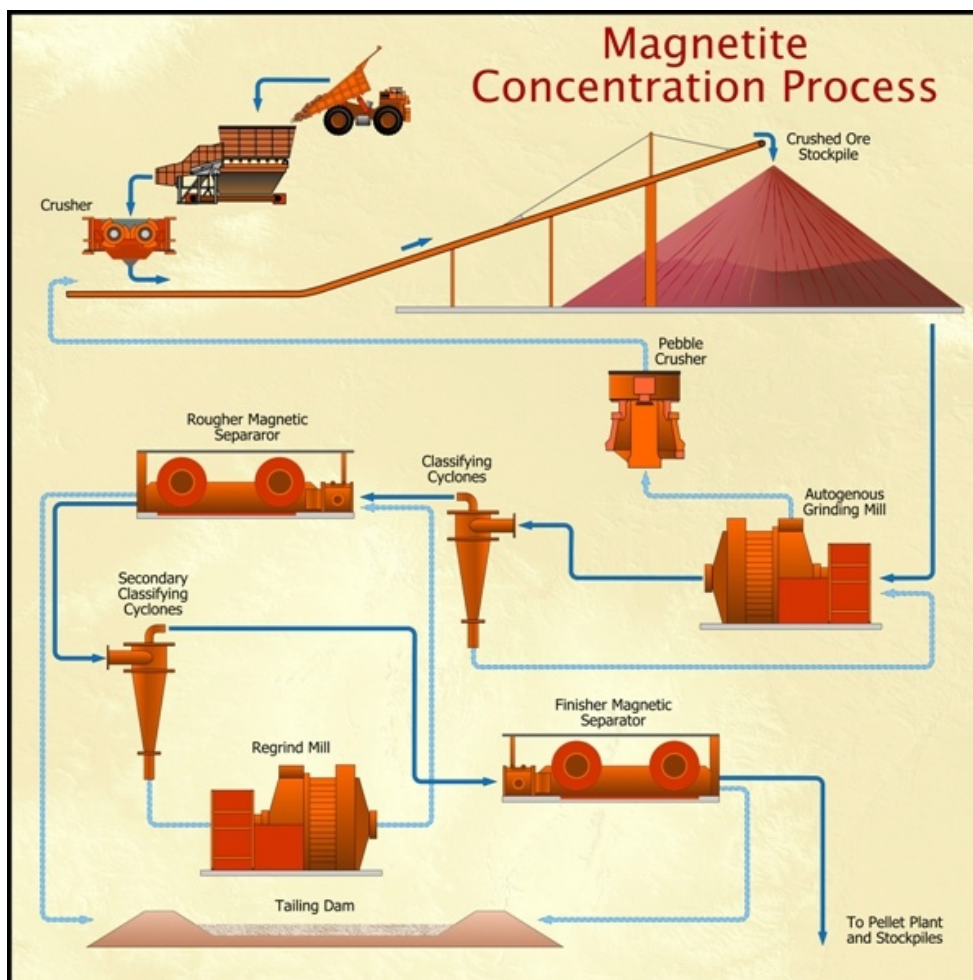 Magnetite
Concentration Process
Crushed Ore
Stockpile
Crusher
Pebble
Crusher
Rougher Magnetic
Separaror
Classifying
Cyclones
Autogenous
Grinding Mill
Secondary
Classifying
Cyclones
Finisher Magnetic
Separator
Regrind Mill
Tailing Dam
To Pellet Plant
and Stockpiles